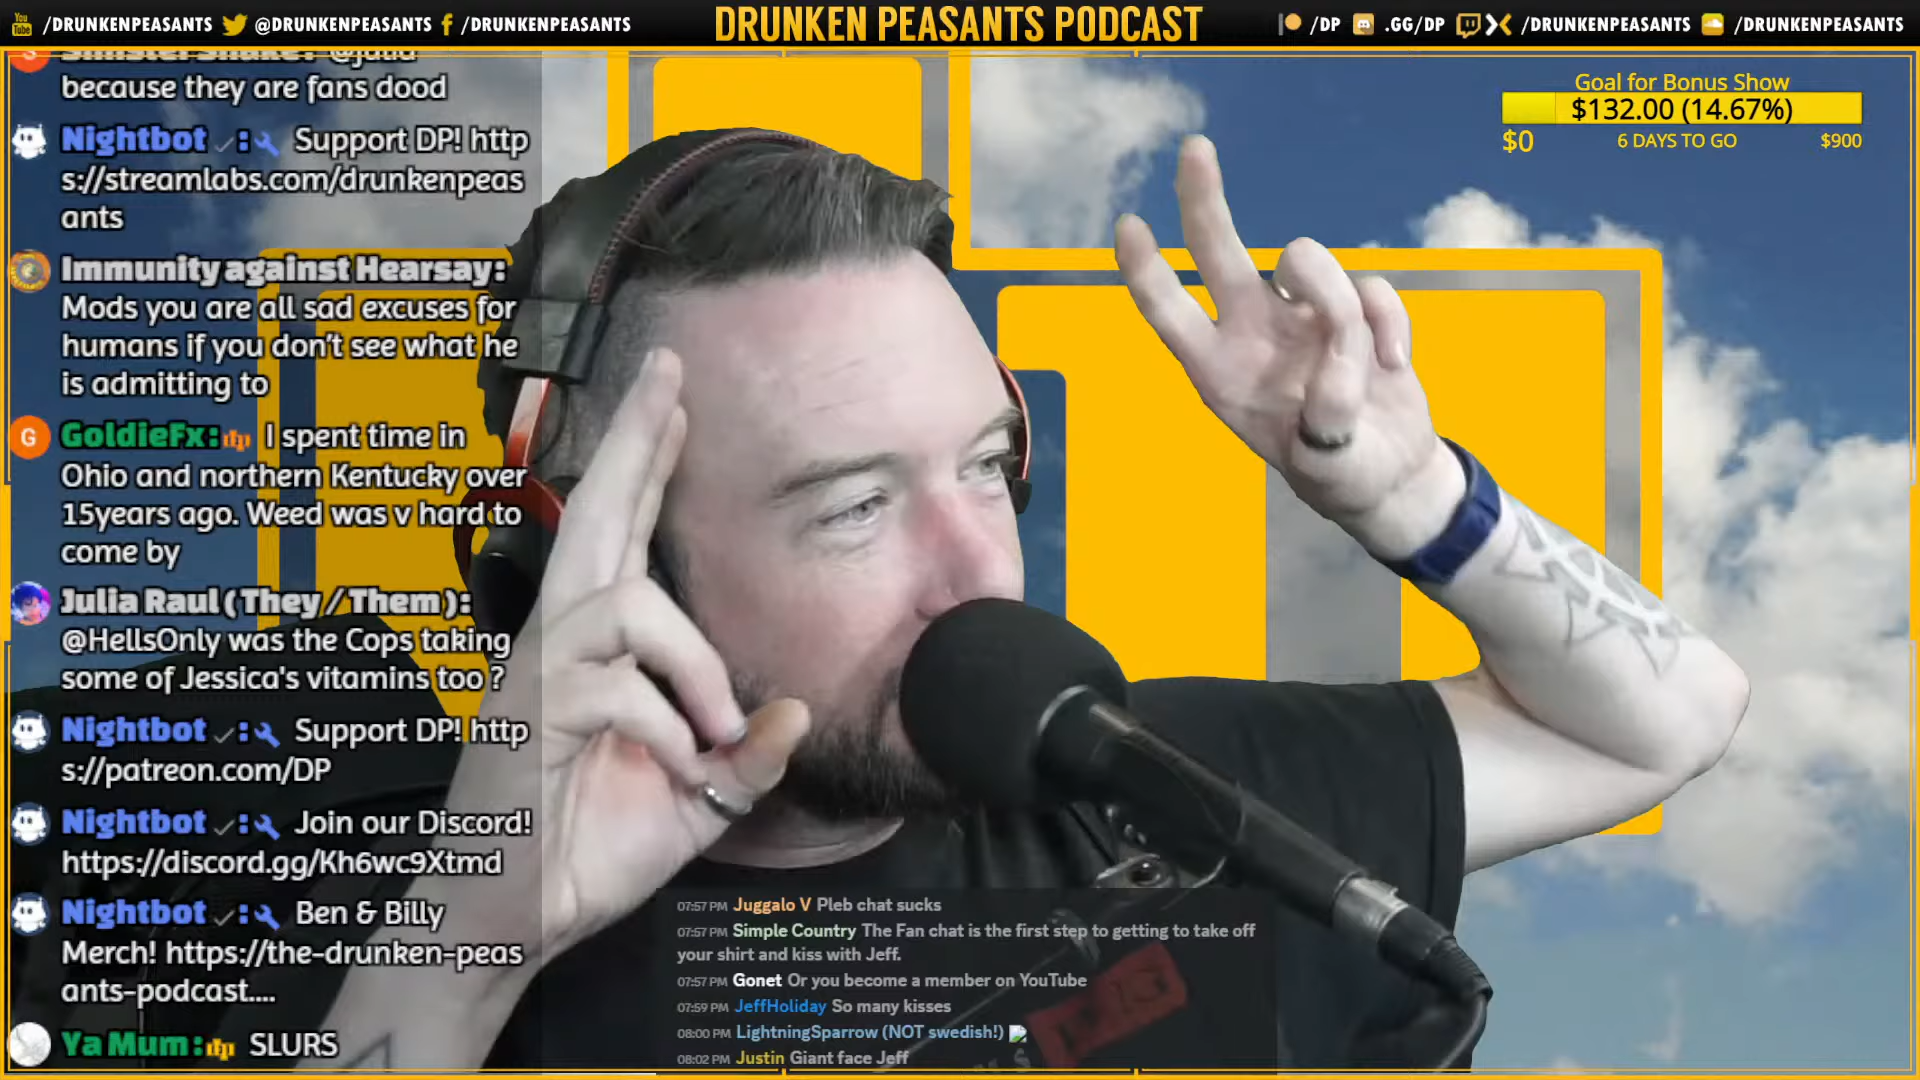 /DRUNKENPEASANTS @DRUNKENPEASANTS /DRUNKENPEASANTS DRUNKEN PEASANTS PODCAST /DP .GG/DP /DRUNKENPEASANTS /DRUNKENPEASANTS
Sinister Snake: @julia
because they are fans dood
Nightbot : Support DP! http
s://streamlabs.com/drunkenpeas
ants
Immunity against Hearsay:
Mods you are all sad excuses for
humans if you don't see what he
is admitting to
GoldieFx: I spent time in
Ohio and northern Kentucky over
15years ago. Weed was v hard to
come by
Julia Raul (They/Them):
@HellsOnly was the Cops taking
some of Jessica's vitamins too ?
Nightbot : Support DP! http
s://patreon.com/DP
Nightbot : Join our Discord!
https://discord.gg/Kh6wc9Xtmd
Nightbot : Ben & Billy
Merch! https://the-drunken-peas
ants-podcast....
Ya Mum: SLURS
Goal for Bonus Show
$132.00 (14.67%)
$0 6 DAYS TO GO $900
07:57 PM Juggalo V Pleb chat sucks
07:57 PM Simple Country The Fan chat is the first step to getting to take off
your shirt and kiss with Jeff.
07:57 PM Gonet Or you become a member on YouTube
07:59 PM JeffHoliday So many kisses
08:00 PM LightningSparrow (NOT swedish!)
08:02 PM Justin Giant face Jeff